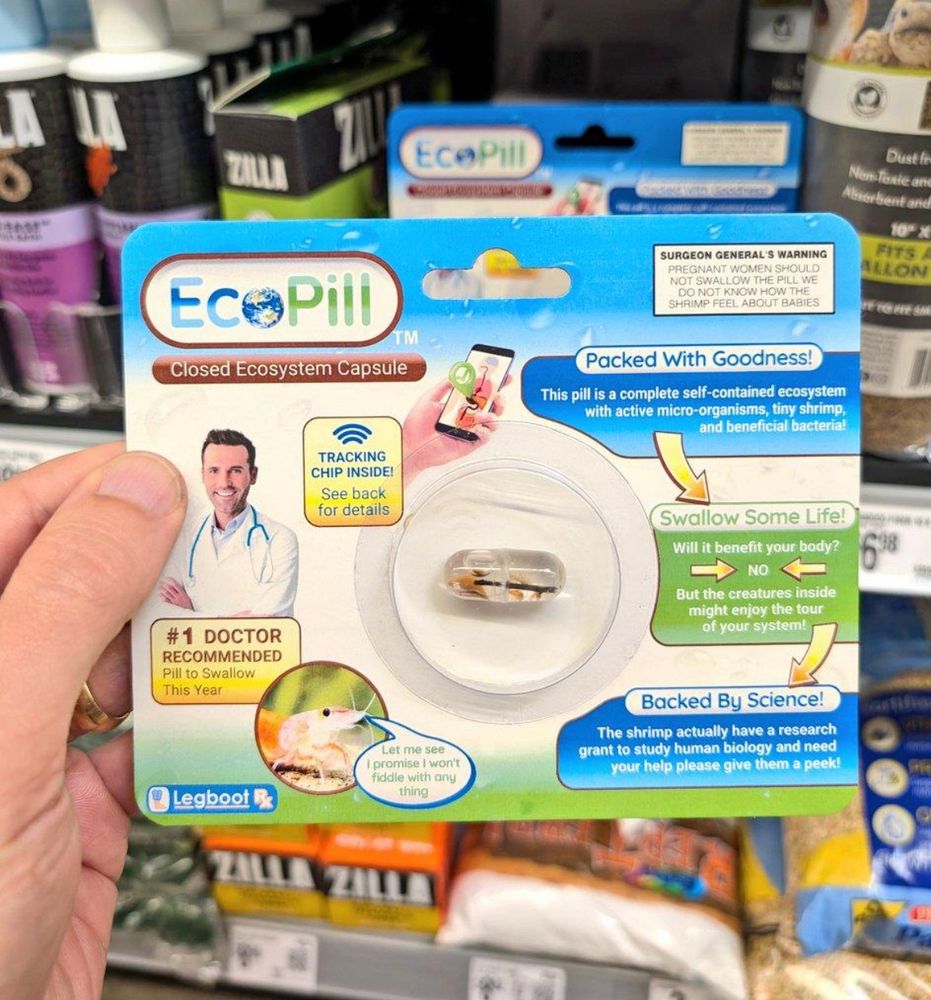 ZILLA
ZILL
EcoPill
Packed With Goodness!
Dust fr
Non-Toxic and
Absorbent and
10" X
FITS A
ALLON
EcoPill
TM
Closed Ecosystem Capsule
SURGEON GENERAL'S WARNING
PREGNANT WOMEN SHOULD
NOT SWALLOW THE PILL WE
DO NOT KNOW HOW THE
SHRIMP FEEL ABOUT BABIES
Packed With Goodness!
This pill is a complete self-contained ecosystem
with active micro-organisms, tiny shrimp,
and beneficial bacteria!
TRACKING
CHIP INSIDE!
See back
for details
Swallow Some Life!
Will it benefit your body?
NO
But the creatures inside
might enjoy the tour
of your system!
#1 DOCTOR
RECOMMENDED
Pill to Swallow
This Year
Backed By Science!
The shrimp actually have a research
grant to study human biology and need
your help please give them a peek!
Let me see
I promise I won't
fiddle with any
thing
Legboot Rx
ZILLA
ZILLA